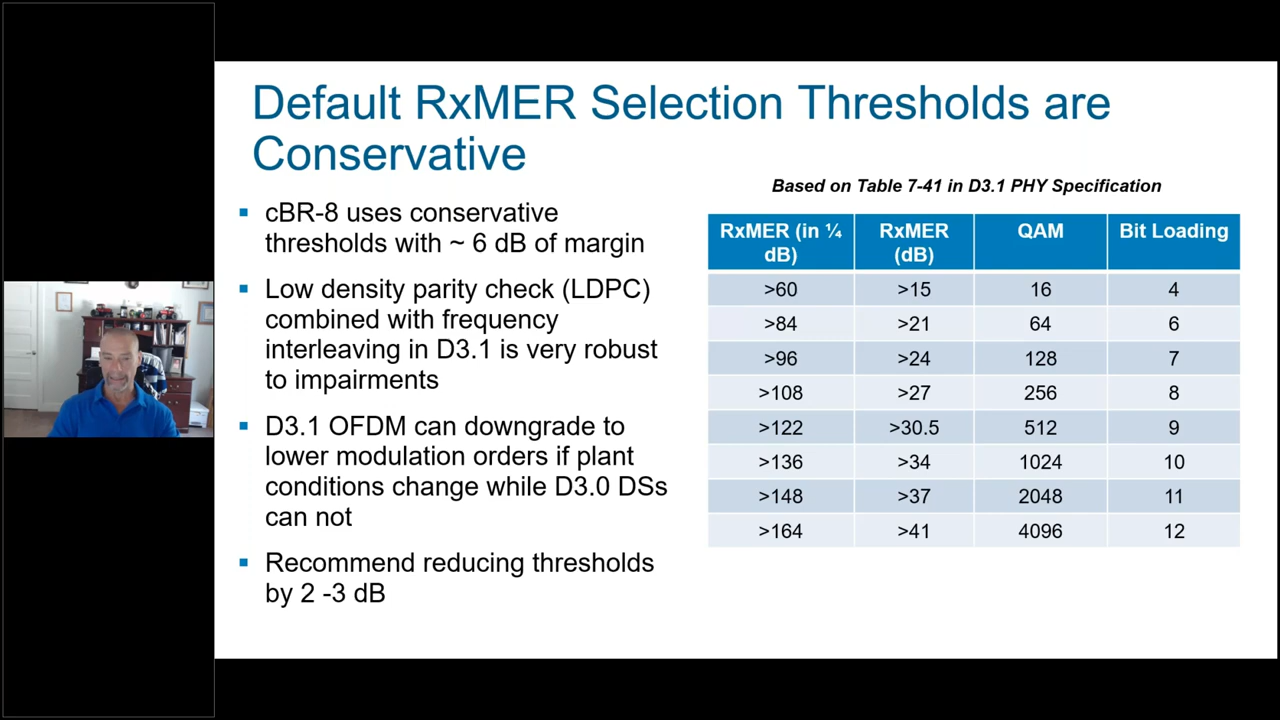 Default RxMER Selection Thresholds are
Conservative
Based on Table 7-41 in D3.1 PHY Specification
▪ cBR-8 uses conservative
thresholds with ~ 6 dB of margin
▪ Low density parity check (LDPC)
combined with frequency
interleaving in D3.1 is very robust
to impairments
▪ D3.1 OFDM can downgrade to
lower modulation orders if plant
conditions change while D3.0 DSs
can not
▪ Recommend reducing thresholds
by 2 -3 dB
RxMER (in ¼ dB) RxMER (dB) QAM Bit Loading
>60 >15 16 4
>84 >21 64 6
>96 >24 128 7
>108 >27 256 8
>122 >30.5 512 9
>136 >34 1024 10
>148 >37 2048 11
>164 >41 4096 12